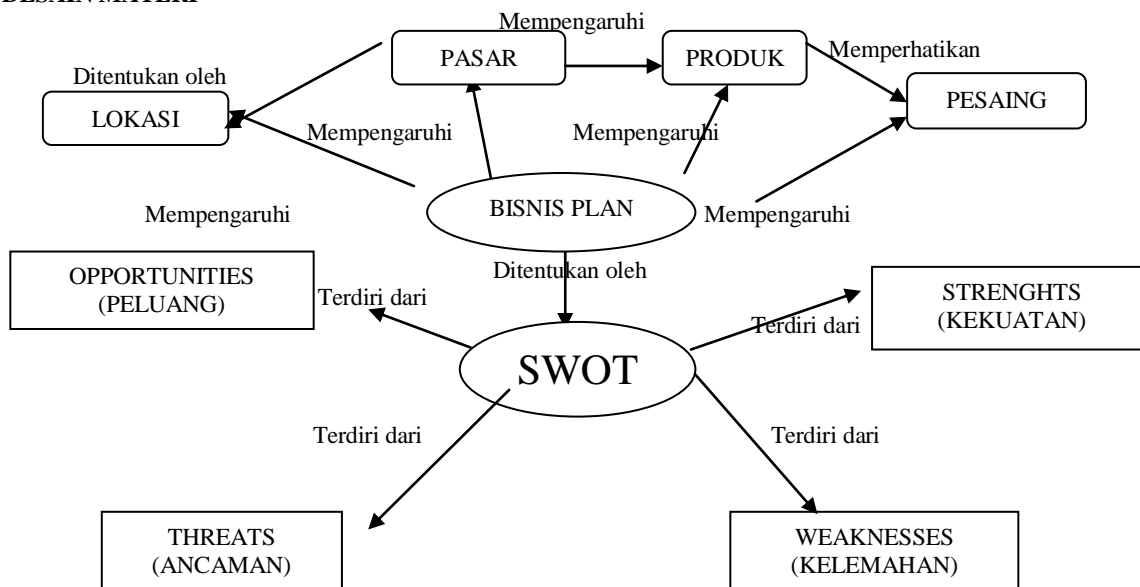 DESAIN MATERI
Mempengaruhi
PASAR
PRODUK
Memperhatikan
Ditentukan oleh
PESAING
LOKASI
Mempengaruhi
Mempengaruhi
BISNIS PLAN
Mempengaruhi
Mempengaruhi
Ditentukan oleh
OPPORTUNITIES
(PELUANG)
Terdiri dari
STRENGHTS
(KEKUATAN)
Terdiri dari
SWOT
Terdiri dari
Terdiri dari
THREATS
(ANCAMAN)
WEAKNESSES
(KELEMAHAN)